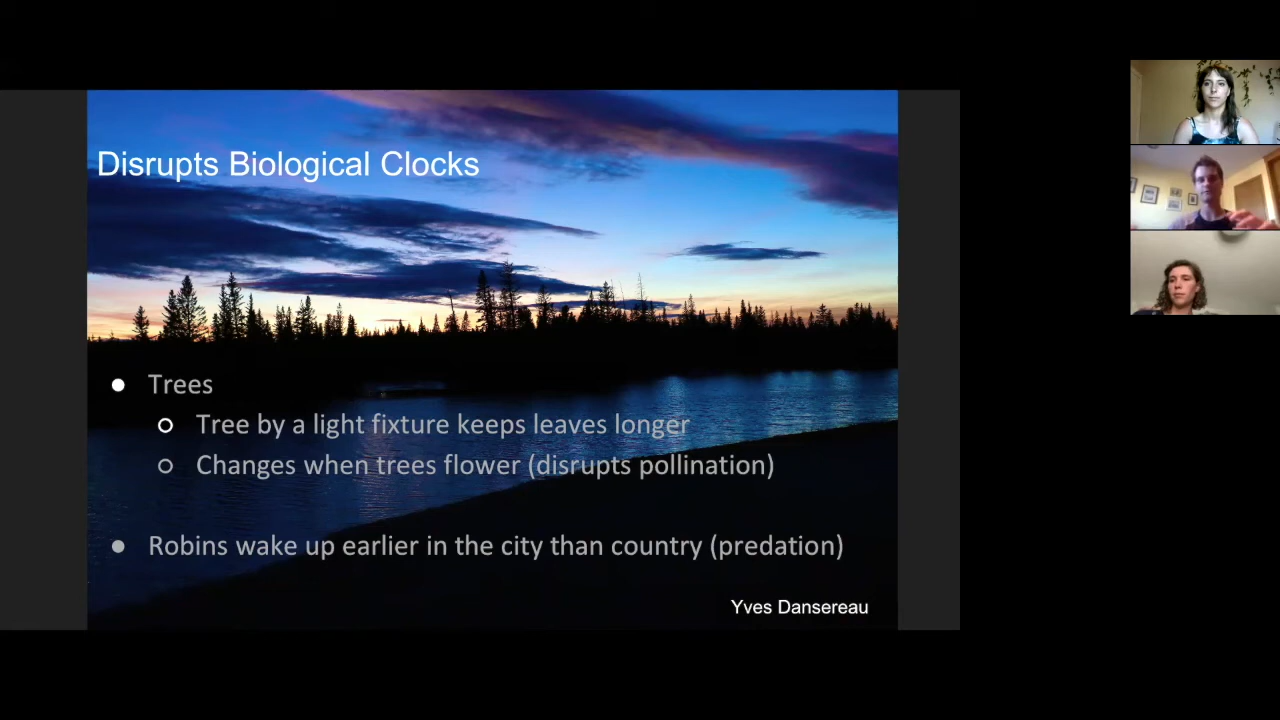 Disrupts Biological Clocks
● Trees
○ Tree by a light fixture keeps leaves longer
○ Changes when trees flower (disrupts pollination)
● Robins wake up earlier in the city than country (predation)
Yves Dansereau